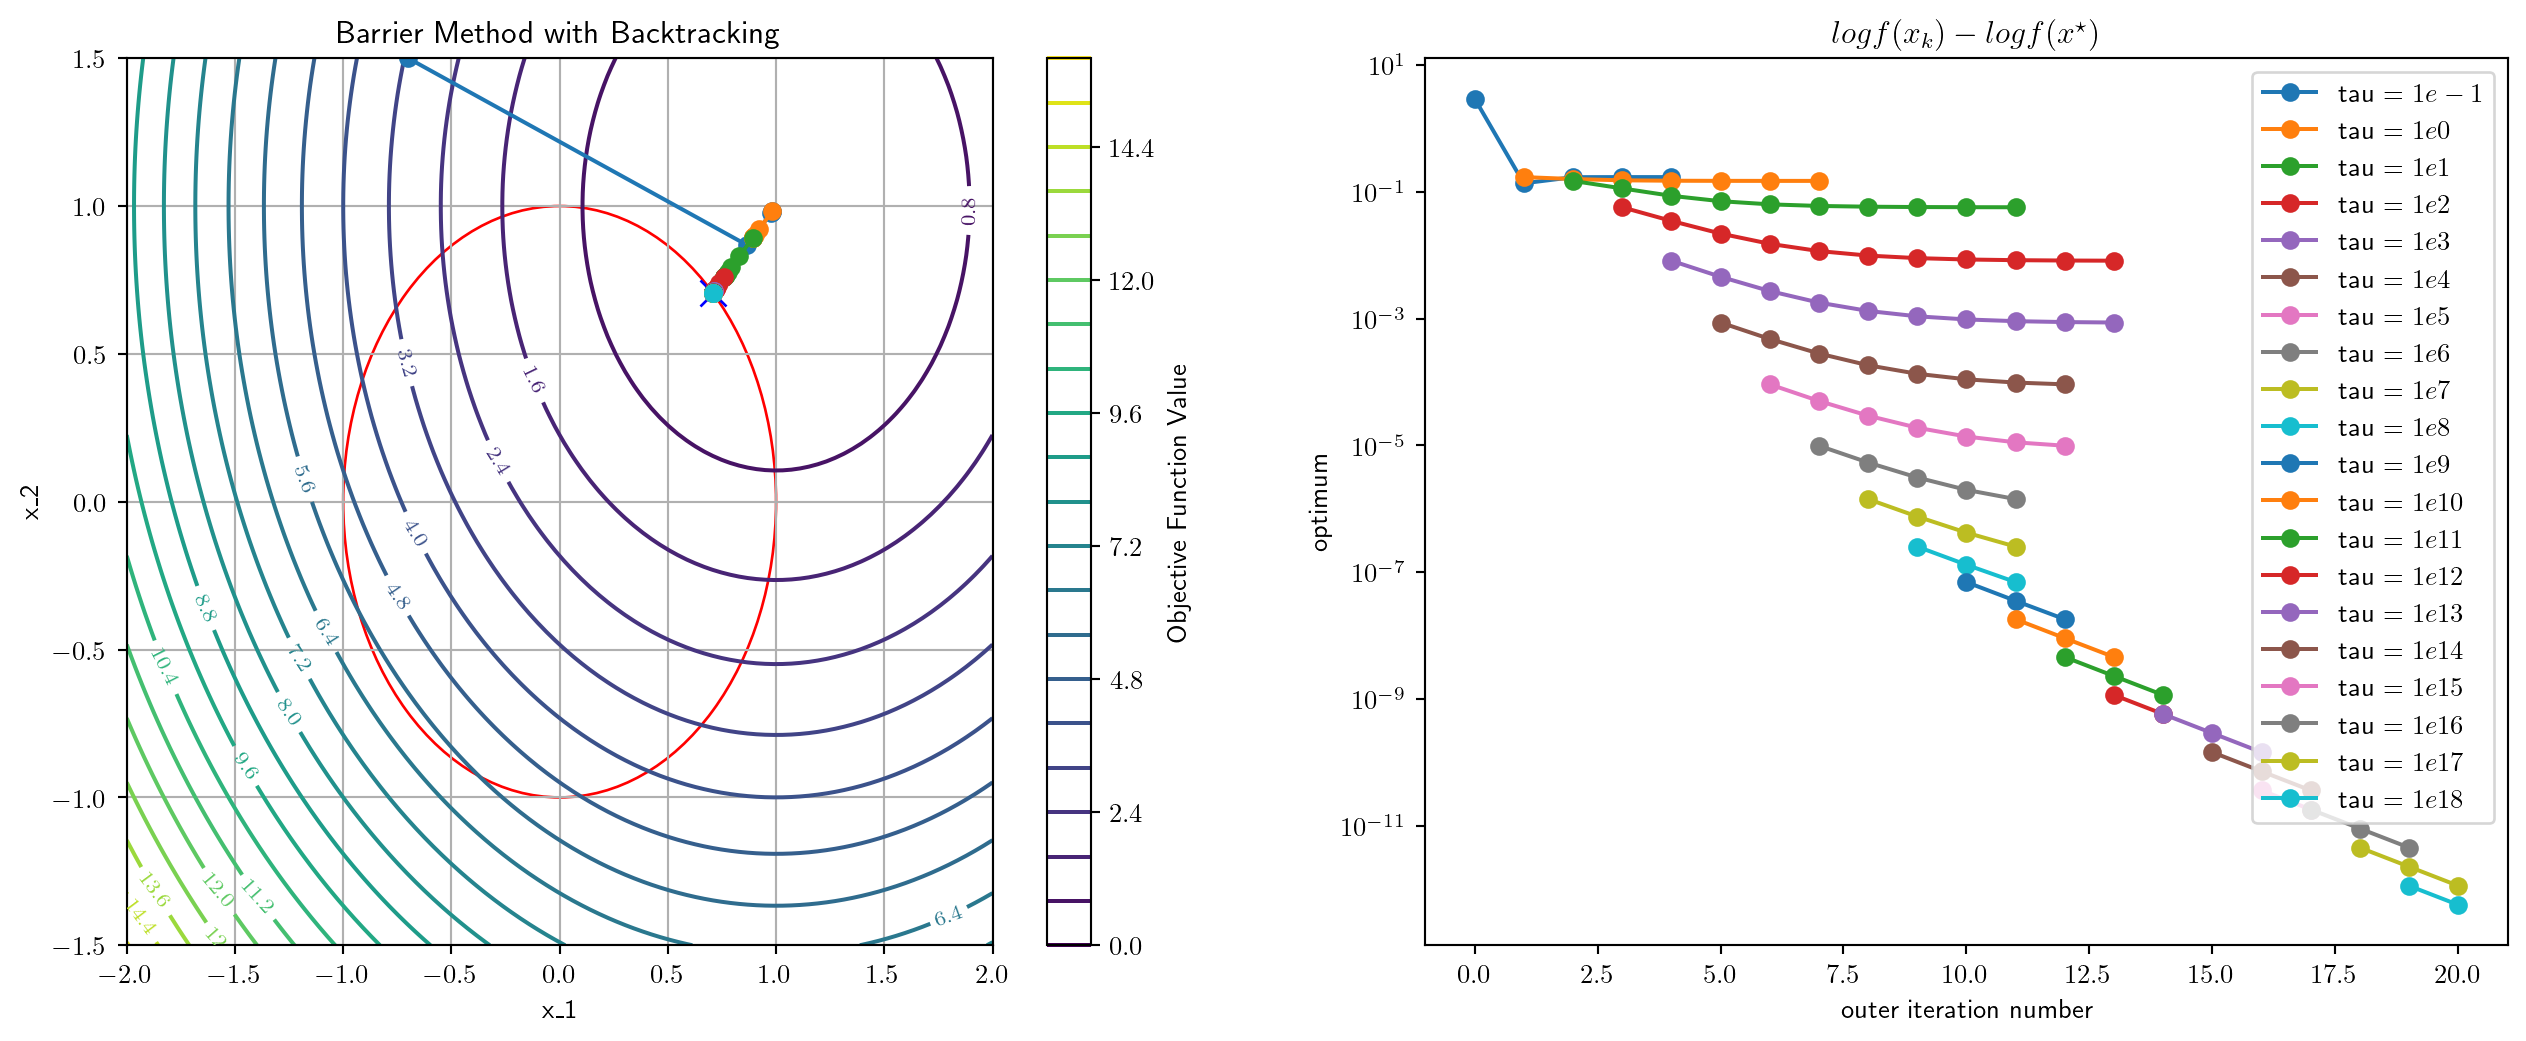 Barrier Method with Backtracking
1.5
1.0
0.5
0.0
−0.5
−1.0
−1.5
x_2
−2.0 −1.5 −1.0 −0.5 0.0 0.5 1.0 1.5 2.0
x_1
0.8
1.6
2.4
3.2
4.0
4.8
5.6
6.4
7.2
8.0
8.8
9.6
10.4
11.2
12.0
12
13.6
14.4
6.4
14.4
12.0
9.6
7.2
4.8
2.4
0.0
Objective Function Value
logf(x_k) − logf(x⋆)
10¹
10⁻¹
10⁻³
10⁻⁵
10⁻⁷
10⁻⁹
10⁻¹¹
optimum
0.0 2.5 5.0 7.5 10.0 12.5 15.0 17.5 20.0
outer iteration number
tau = 1e − 1
tau = 1e0
tau = 1e1
tau = 1e2
tau = 1e3
tau = 1e4
tau = 1e5
tau = 1e6
tau = 1e7
tau = 1e8
tau = 1e9
tau = 1e10
tau = 1e11
tau = 1e12
tau = 1e13
tau = 1e14
tau = 1e15
tau = 1e16
tau = 1e17
tau = 1e18